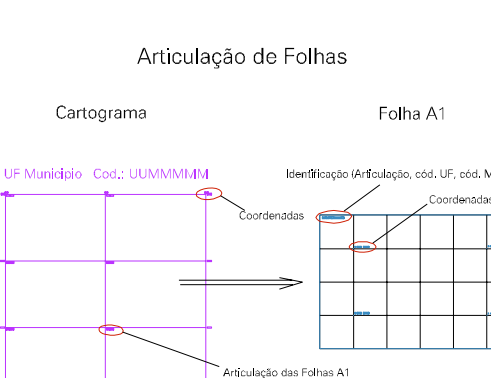 Articulação de Folhas
Cartograma
Folha A1
UF Municipio Cod.: UUMMMMM
Identificação (Articulação, cód. UF, cód. M
Coordenadas
Coordenadas
Articulação das Folhas A1